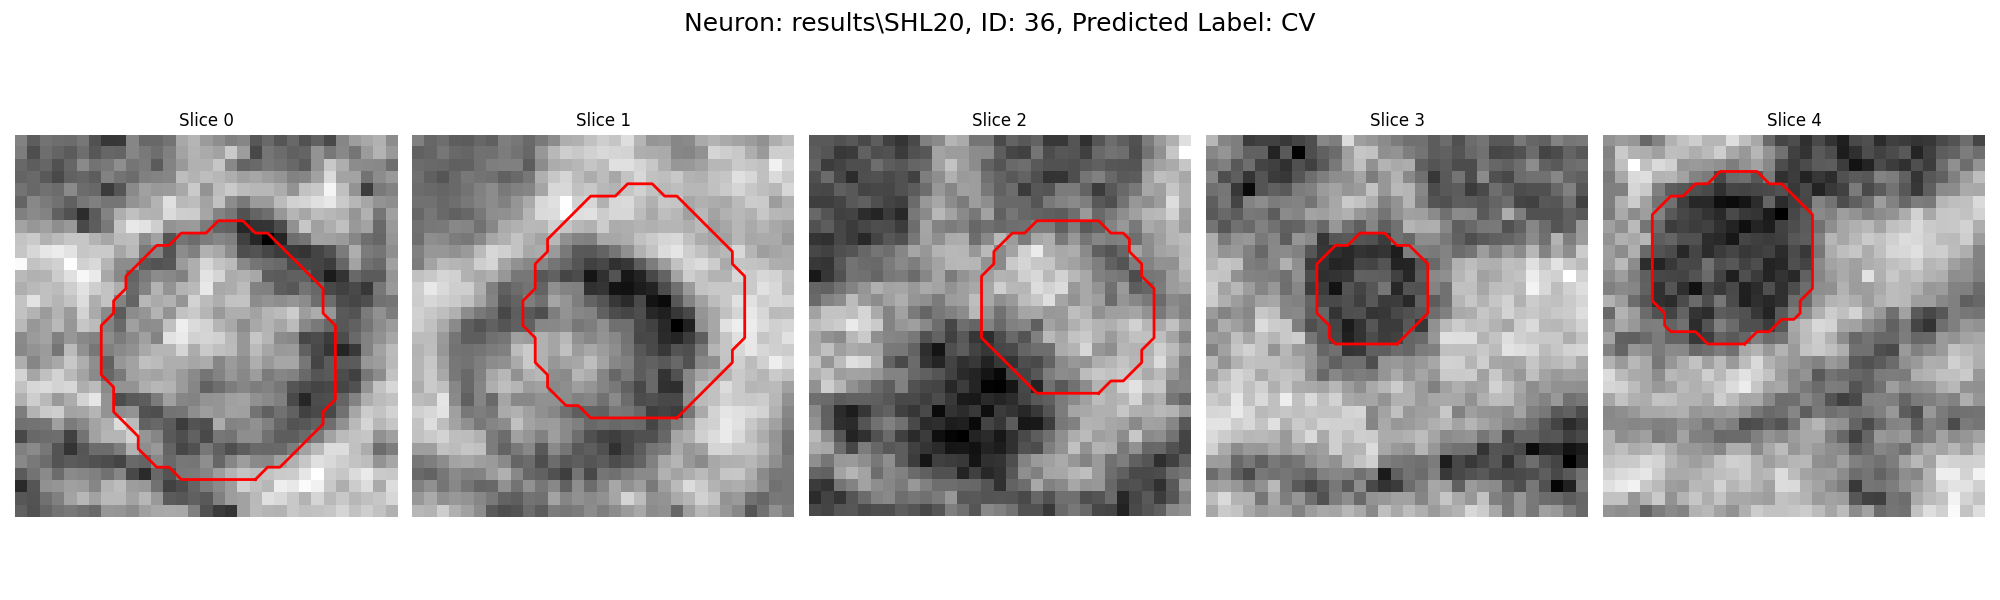 Neuron: results\SHL20, ID: 36, Predicted Label: CV
Slice 0
Slice 1
Slice 2
Slice 3
Slice 4